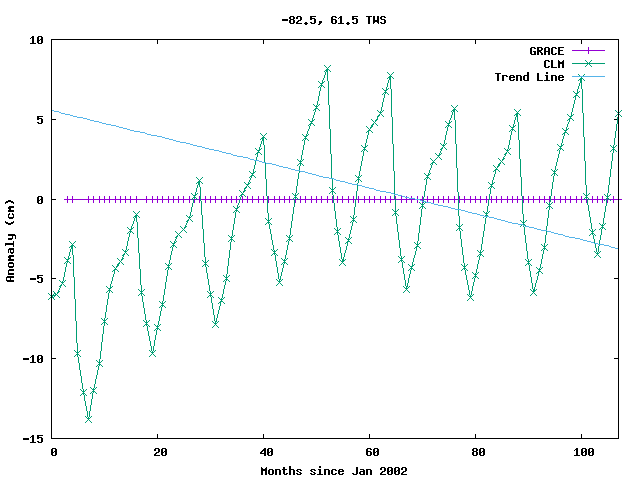 -82.5, 61.5 TWS
GRACE
CLM
Trend Line
10
5
0
-5
-10
-15
Anomaly (cm)
0 20 40 60 80 100
Months since Jan 2002